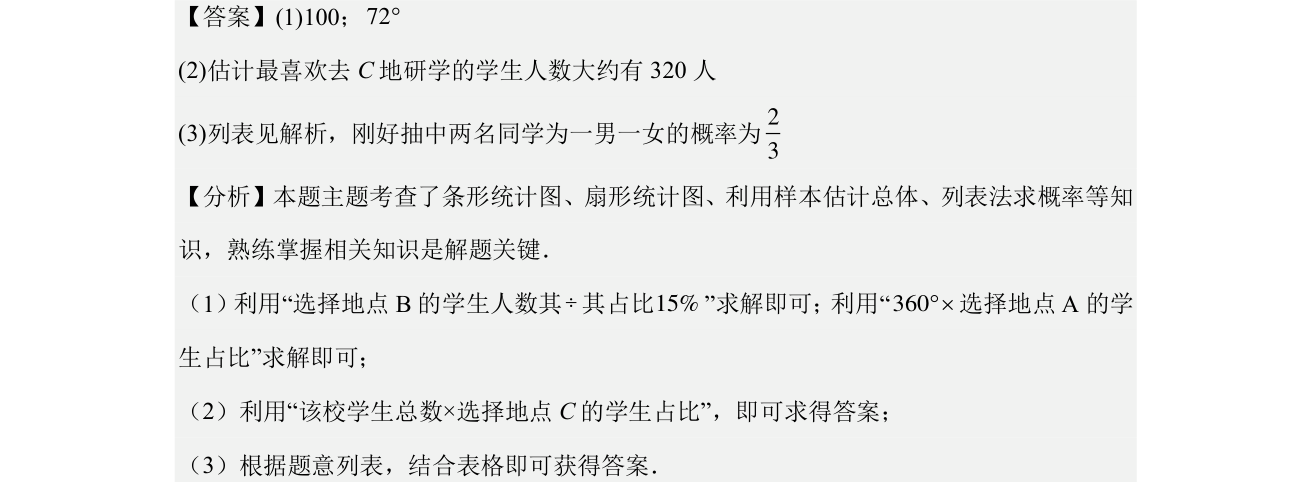 【答案】(1)100；72°
(2)估计最喜欢去 C 地研学的学生人数大约有 320 人
(3)列表见解析，刚好抽中两名同学为一男一女的概率为 2/3
【分析】本题主题考查了条形统计图、扇形统计图、利用样本估计总体、列表法求概率等知
识，熟练掌握相关知识是解题关键．
（1）利用“选择地点 B 的学生人数其÷其占比15% ”求解即可；利用“360°×选择地点 A 的学
生占比”求解即可；
（2）利用“该校学生总数×选择地点 C 的学生占比”，即可求得答案；
（3）根据题意列表，结合表格即可获得答案．